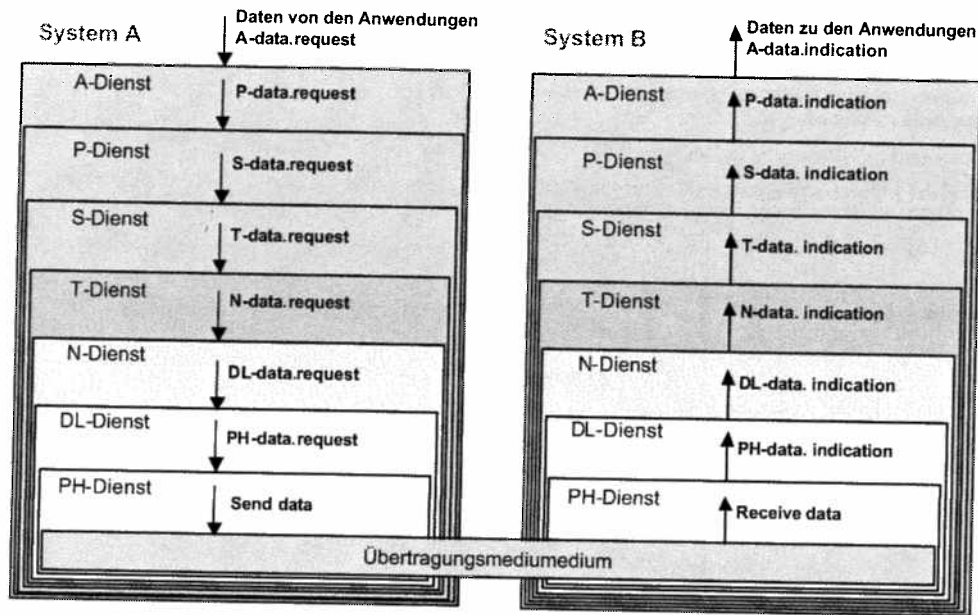 System A
Daten von den Anwendungen
A-data.request
A-Dienst
P-data.request
P-Dienst
S-data.request
S-Dienst
T-data.request
T-Dienst
N-data.request
N-Dienst
DL-data.request
DL-Dienst
PH-data.request
PH-Dienst
Send data
System B
Daten zu den Anwendungen
A-data.indication
A-Dienst
P-data.indication
P-Dienst
S-data. indication
S-Dienst
T-data. indication
T-Dienst
N-data. indication
N-Dienst
DL-data. indication
DL-Dienst
PH-data. indication
PH-Dienst
Receive data
Übertragungsmediumedium